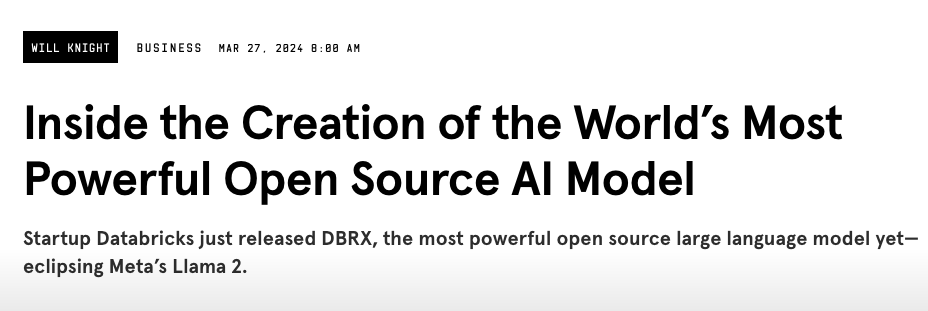 WILL KNIGHT BUSINESS MAR 27, 2024 8:00 AM
Inside the Creation of the World’s Most
Powerful Open Source AI Model
Startup Databricks just released DBRX, the most powerful open source large language model yet—
eclipsing Meta’s Llama 2.